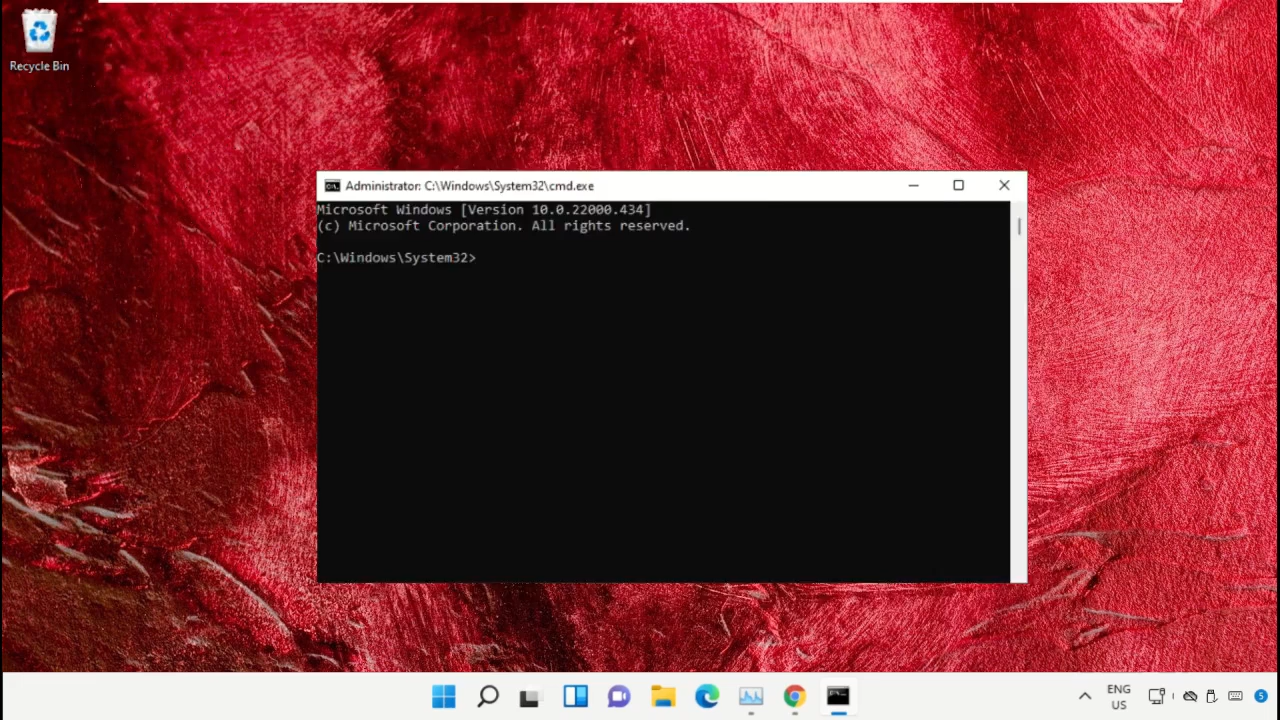 Recycle Bin
Administrator: C:\Windows\System32\cmd.exe
Microsoft Windows [Version 10.0.22000.434]
(c) Microsoft Corporation. All rights reserved.
C:\Windows\System32>
ENG
US
5